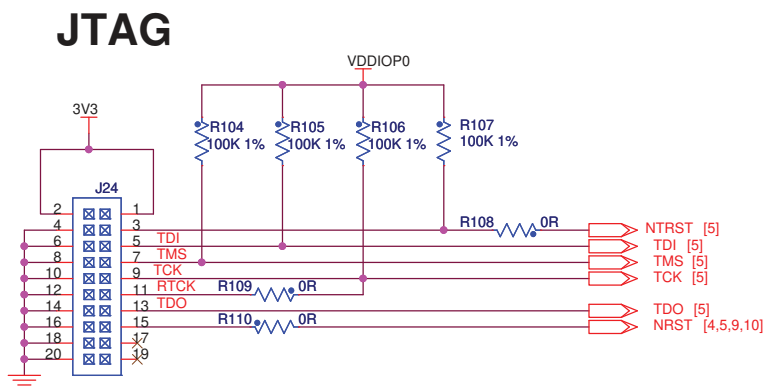 JTAG
VDDIOP0
3V3
R104 R105 R106 R107
100K 1% 100K 1% 100K 1% 100K 1%
J24
2 1
4 3 R108 0R NTRST [5]
6 5 TDI TDI [5]
8 7 TMS TMS [5]
10 9 TCK TCK [5]
12 11 RTCK R109 0R
14 13 TDO TDO [5]
16 15 R110 0R NRST [4,5,9,10]
18 17
20 19